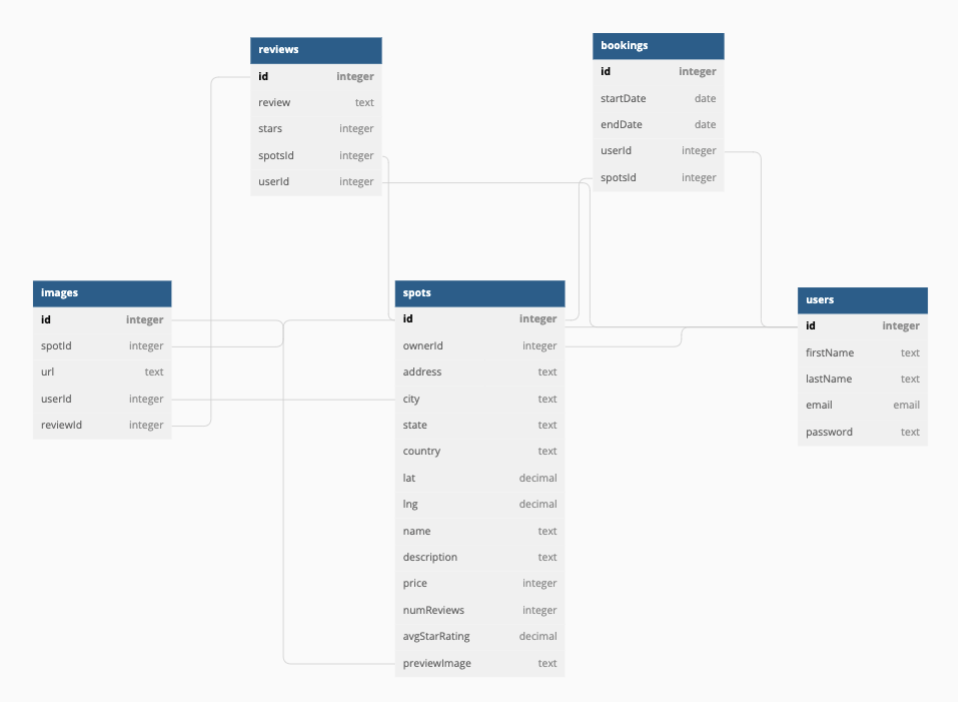 reviews
id integer
review text
stars integer
spotsId integer
userId integer
bookings
id integer
startDate date
endDate date
userId integer
spotsId integer
images
id integer
spotId integer
url text
userId integer
reviewId integer
spots
id integer
ownerId integer
address text
city text
state text
country text
lat decimal
lng decimal
name text
description text
price integer
numReviews integer
avgStarRating decimal
previewImage text
users
id integer
firstName text
lastName text
email email
password text